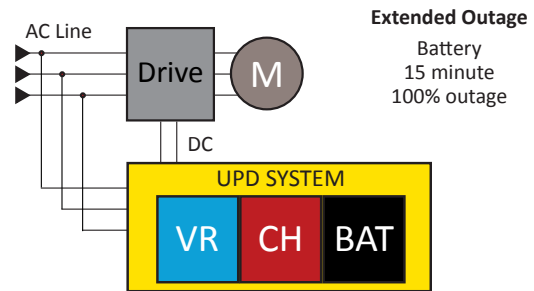 AC Line
Drive
M
DC
UPD SYSTEM
VR
CH
BAT
Extended Outage
Battery
15 minute
100% outage